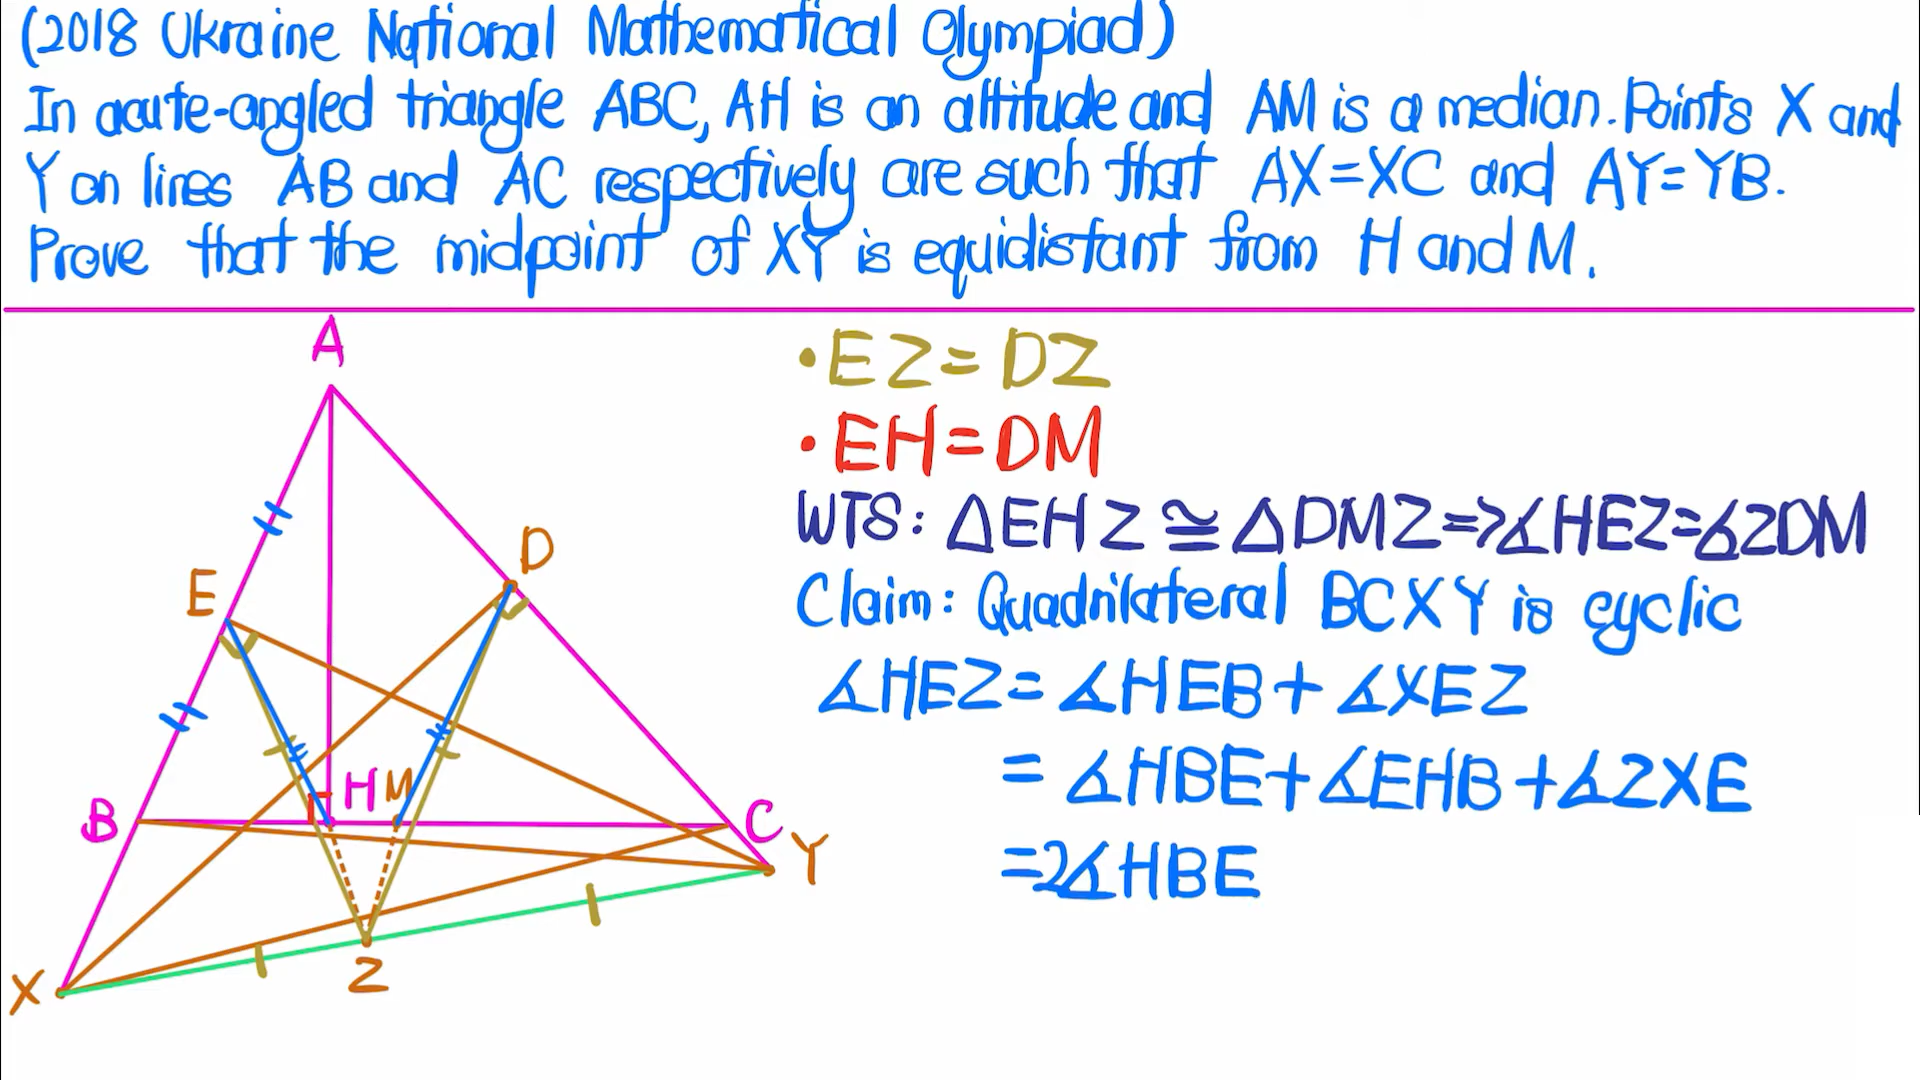 (2018 Ukraine National Mathematical Olympiad)
In acute-angled triangle ABC, AH is an altitude and AM is a median. Points X and
Y on lines AB and AC respectively are such that AX=XC and AY=YB.
Prove that the midpoint of XY is equidistant from H and M.
A
•EZ=DZ
•EH=DM
WTS: △EHZ≅△DMZ=>∡HEZ=∡ZDM
D
E
Claim: Quadrilateral BCXY is cyclic
∡HEZ=∡HEB+∡XEZ
=∡HBE+∡EHB+∡ZXE
H M
B
C
Y
=2∡HBE
Z
X